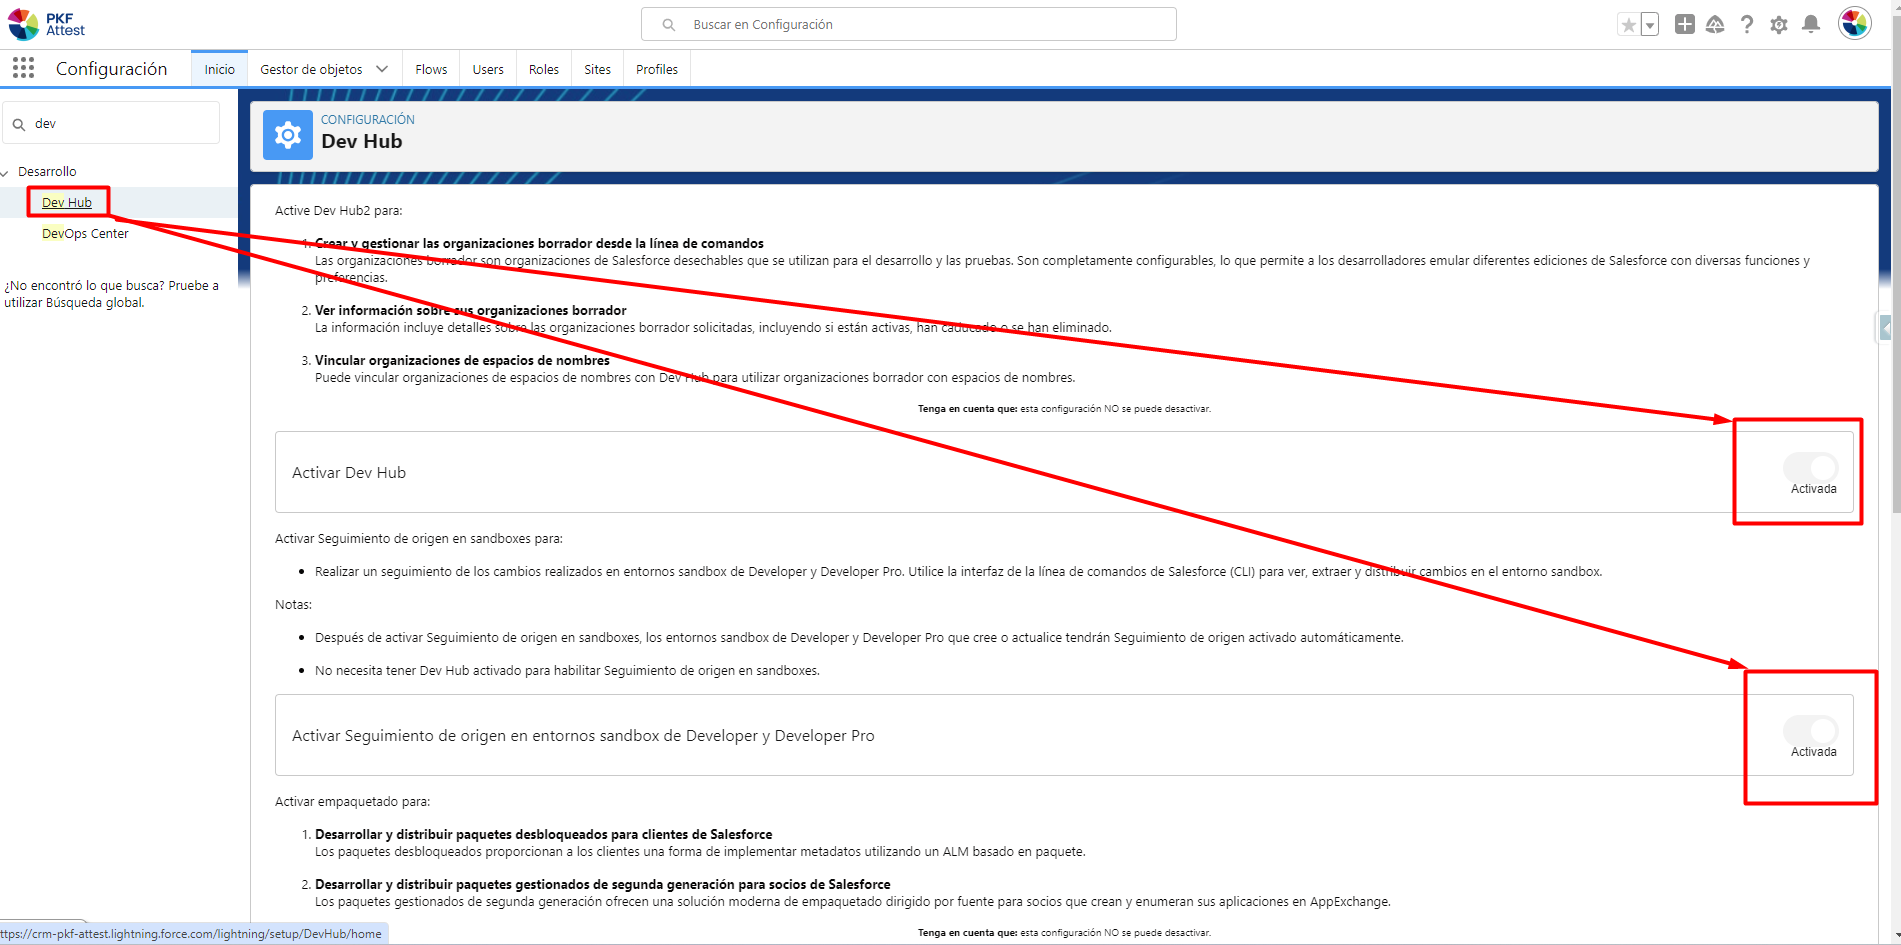 PKF
Attest
Buscar en Configuración
Configuración
Inicio
Gestor de objetos
Flows
Users
Roles
Sites
Profiles
dev
Desarrollo
Dev Hub
DevOps Center
¿No encontró lo que busca? Pruebe a
utilizar Búsqueda global.
CONFIGURACIÓN
Dev Hub
Active Dev Hub2 para:
1. Crear y gestionar las organizaciones borrador desde la línea de comandos
Las organizaciones borrador son organizaciones de Salesforce desechables que se utilizan para el desarrollo y las pruebas. Son completamente configurables, lo que permite a los desarrolladores emular diferentes ediciones de Salesforce con diversas funciones y
preferencias.
2. Ver información sobre sus organizaciones borrador
La información incluye detalles sobre las organizaciones borrador solicitadas, incluyendo si están activas, han caducado o se han eliminado.
3. Vincular organizaciones de espacios de nombres
Puede vincular organizaciones de espacios de nombres con Dev Hub para utilizar organizaciones borrador con espacios de nombres.
Tenga en cuenta que: esta configuración NO se puede desactivar.
Activar Dev Hub
Activada
Activar Seguimiento de origen en sandboxes para:
• Realizar un seguimiento de los cambios realizados en entornos sandbox de Developer y Developer Pro. Utilice la interfaz de la línea de comandos de Salesforce (CLI) para ver, extraer y distribuir cambios en el entorno sandbox.
Notas:
• Después de activar Seguimiento de origen en sandboxes, los entornos sandbox de Developer y Developer Pro que cree o actualice tendrán Seguimiento de origen activado automáticamente.
• No necesita tener Dev Hub activado para habilitar Seguimiento de origen en sandboxes.
Activar Seguimiento de origen en entornos sandbox de Developer y Developer Pro
Activada
Activar empaquetado para:
1. Desarrollar y distribuir paquetes desbloqueados para clientes de Salesforce
Los paquetes desbloqueados proporcionan a los clientes una forma de implementar metadatos utilizando un ALM basado en paquete.
2. Desarrollar y distribuir paquetes gestionados de segunda generación para socios de Salesforce
Los paquetes gestionados de segunda generación ofrecen una solución moderna de empaquetado dirigido por fuente para socios que crean y enumeran sus aplicaciones en AppExchange.
Tenga en cuenta que: esta configuración NO se puede desactivar.
ttps://crm-pkf-attest.lightning.force.com/lightning/setup/DevHub/home